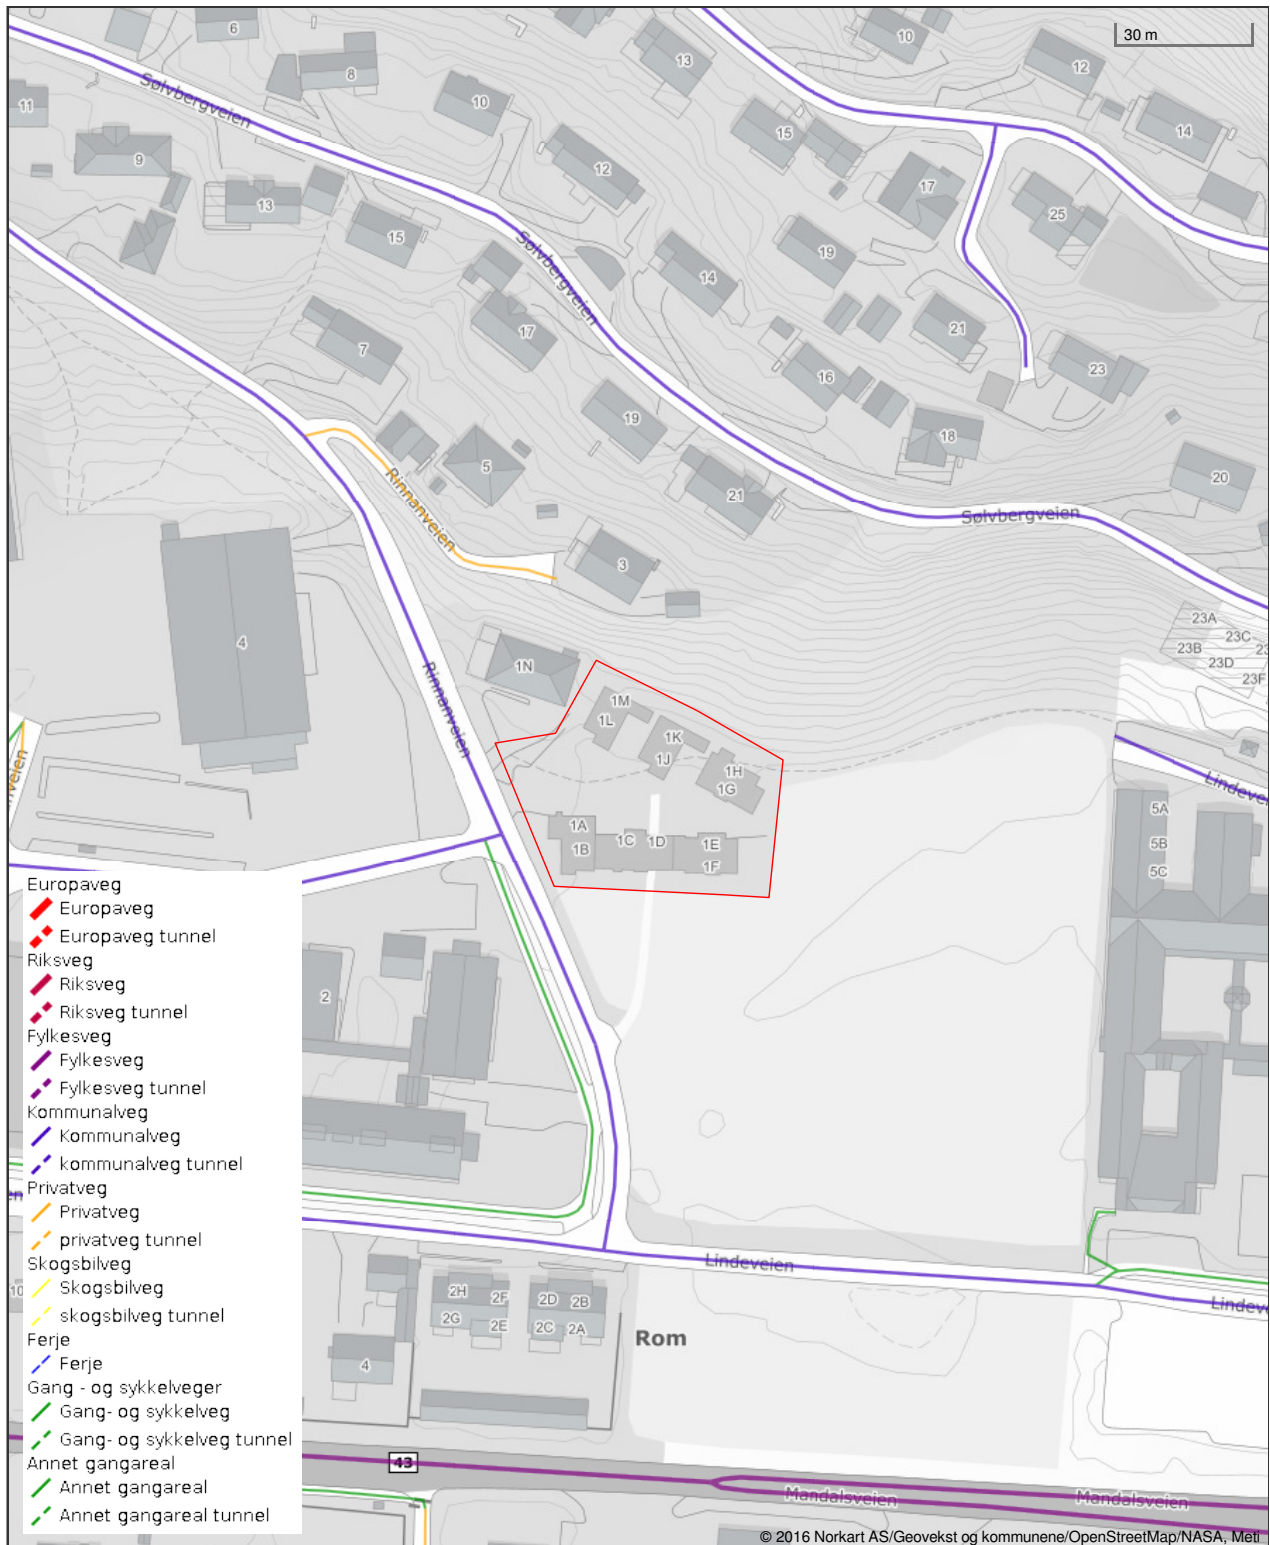 6
30 m
10
8
13
12
11
10
Sølvbergveien
15
14
9
12
17
13
25
15
19
14
Sølvbergveien
17
21
7
16
23
19
18
5
20
21
Rinnanveien
Sølvbergveien
3
23A
23C
23B
23
23D
23F
4
1N
Rinnanveien
1M
1L
1K
1J
1H
1G
Lindeve
nveien
5A
5B
5C
1A
1B
1C
1D
1E
1F
2
Europaveg
Europaveg
Europaveg tunnel
Riksveg
Riksveg
Riksveg tunnel
Fylkesveg
Fylkesveg
Fylkesveg tunnel
Kommunalveg
Kommunalveg
kommunalveg tunnel
Privatveg
Privatveg
privatveg tunnel
Skogsbilveg
Skogsbilveg
skogsbilveg tunnel
Ferje
Ferje
Gang - og sykkelveger
Gang- og sykkelveg
Gang- og sykkelveg tunnel
Annet gangareal
Annet gangareal
Annet gangareal tunnel
en
10
Lindeveien
Lindeve
2H
2F
2G
2E
2D
2B
2C
2A
Rom
4
43
Mandalsveien
Mandalsveien
© 2016 Norkart AS/Geovekst og kommunene/OpenStreetMap/NASA, Meti